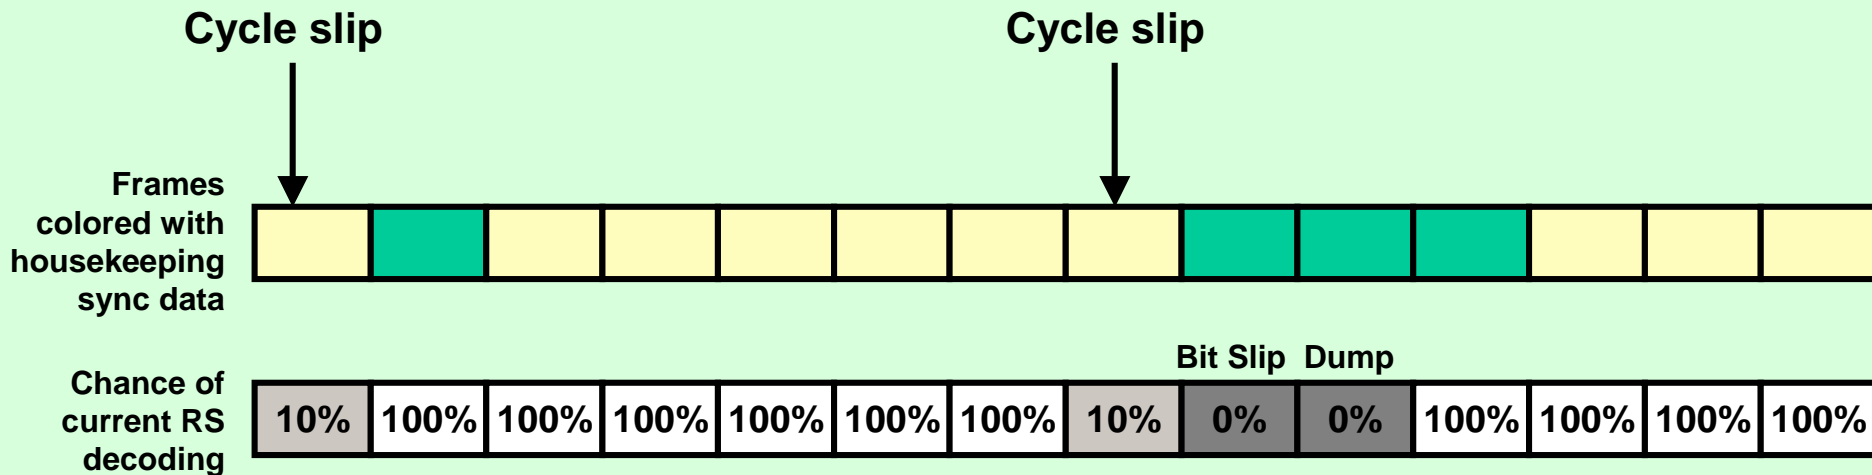 Cycle slip Cycle slip
Frames
colored with
housekeeping
sync data
Bit Slip Dump
Chance of
current RS
decoding
10% 100% 100% 100% 100% 100% 100% 10% 0% 0% 100% 100% 100% 100%